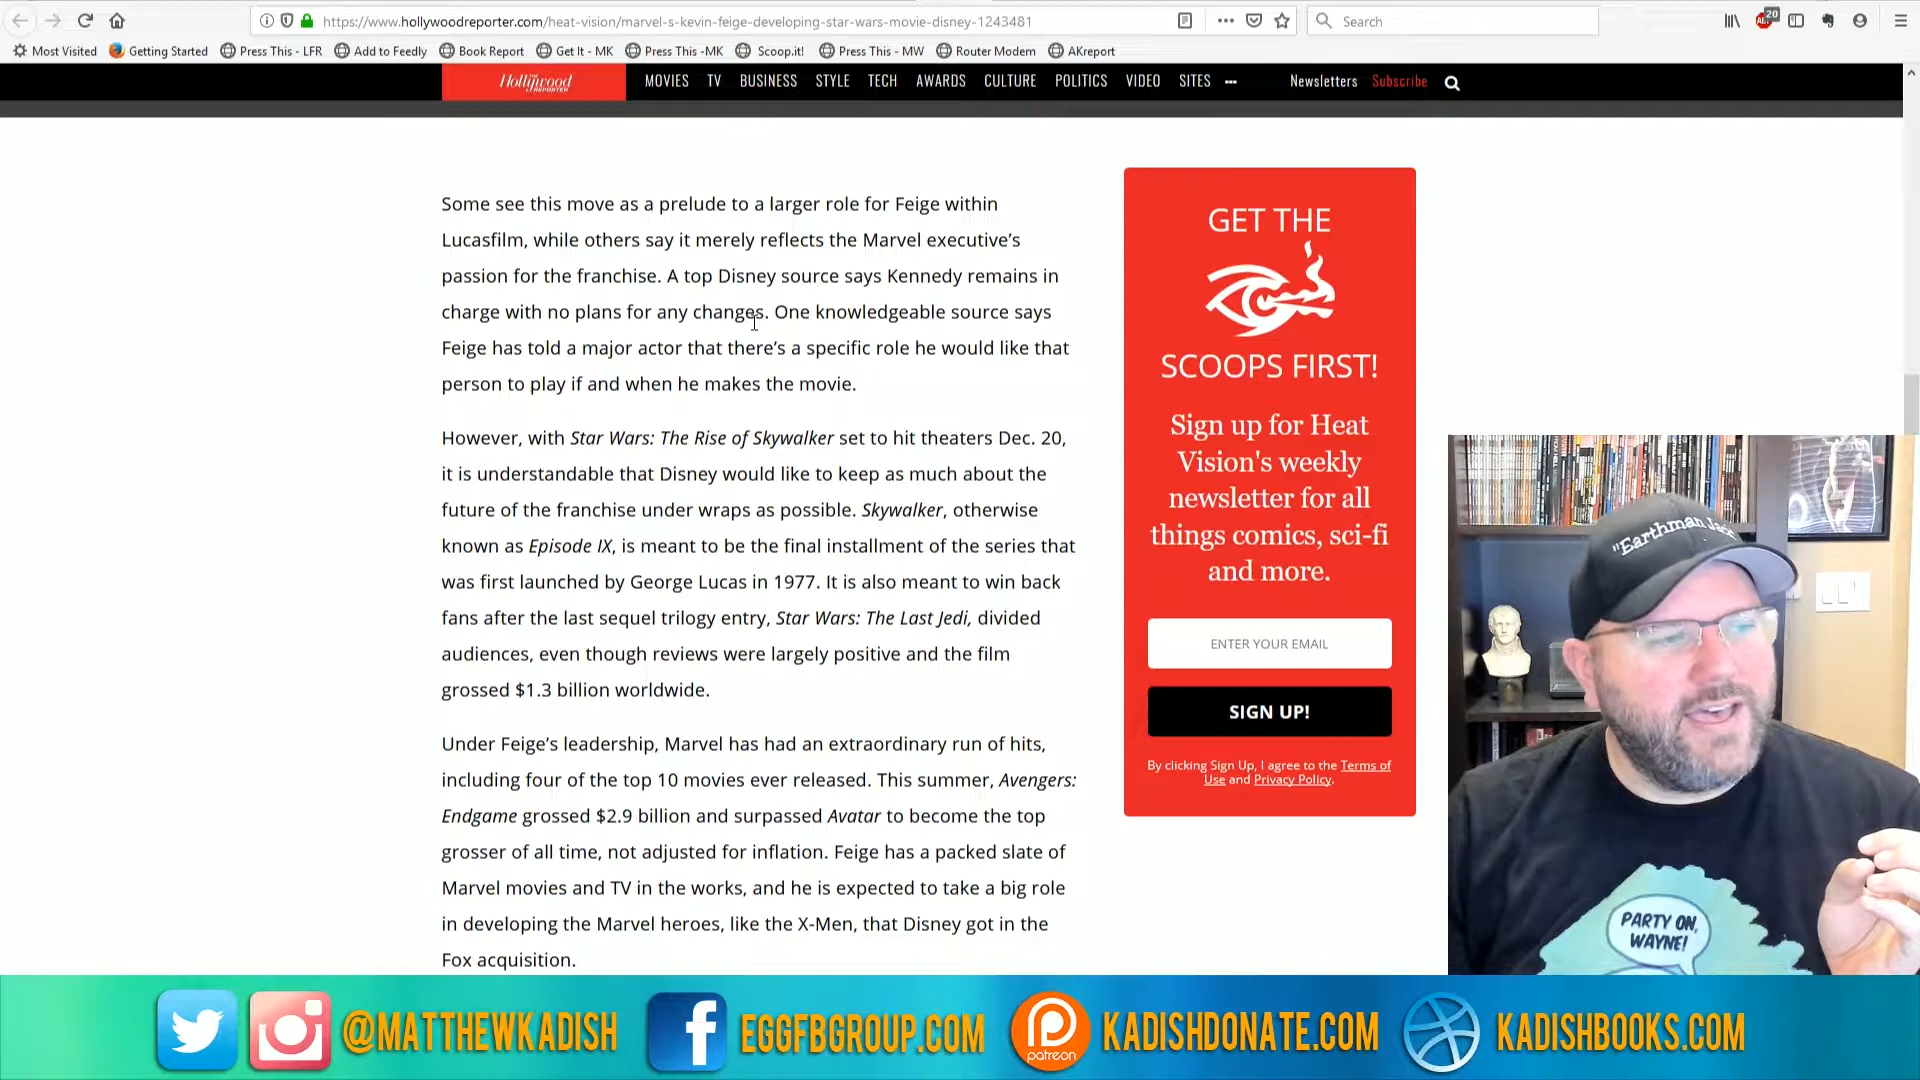 https://www.hollywoodreporter.com/heat-vision/marvel-s-kevin-feige-developing-star-wars-movie-disney-1243481
Search
20
Most Visited
Getting Started
Press This - LFR
Add to Feedly
Book Report
Get It - MK
Press This -MK
Scoop.it!
Press This - MW
Router Modem
AKreport
Hollywood
REPORTER
MOVIES
TV
BUSINESS
STYLE
TECH
AWARDS
CULTURE
POLITICS
VIDEO
SITES
Newsletters
Subscribe
Some see this move as a prelude to a larger role for Feige within
Lucasfilm, while others say it merely reflects the Marvel executive’s
passion for the franchise. A top Disney source says Kennedy remains in
charge with no plans for any changes. One knowledgeable source says
Feige has told a major actor that there’s a specific role he would like that
person to play if and when he makes the movie.
However, with Star Wars: The Rise of Skywalker set to hit theaters Dec. 20,
it is understandable that Disney would like to keep as much about the
future of the franchise under wraps as possible. Skywalker, otherwise
known as Episode IX, is meant to be the final installment of the series that
was first launched by George Lucas in 1977. It is also meant to win back
fans after the last sequel trilogy entry, Star Wars: The Last Jedi, divided
audiences, even though reviews were largely positive and the film
grossed $1.3 billion worldwide.
Under Feige’s leadership, Marvel has had an extraordinary run of hits,
including four of the top 10 movies ever released. This summer, Avengers:
Endgame grossed $2.9 billion and surpassed Avatar to become the top
grosser of all time, not adjusted for inflation. Feige has a packed slate of
Marvel movies and TV in the works, and he is expected to take a big role
in developing the Marvel heroes, like the X-Men, that Disney got in the
Fox acquisition.
GET THE
SCOOPS FIRST!
Sign up for Heat
Vision's weekly
newsletter for all
things comics, sci-fi
and more.
ENTER YOUR EMAIL
SIGN UP!
By clicking Sign Up, I agree to the Terms of
Use and Privacy Policy.
"Earthman Jack
PARTY ON,
WAYNE!
@MATTHEWKADISH
EGGFBGROUP.COM
patreon
KADISHDONATE.COM
KADISHBOOKS.COM